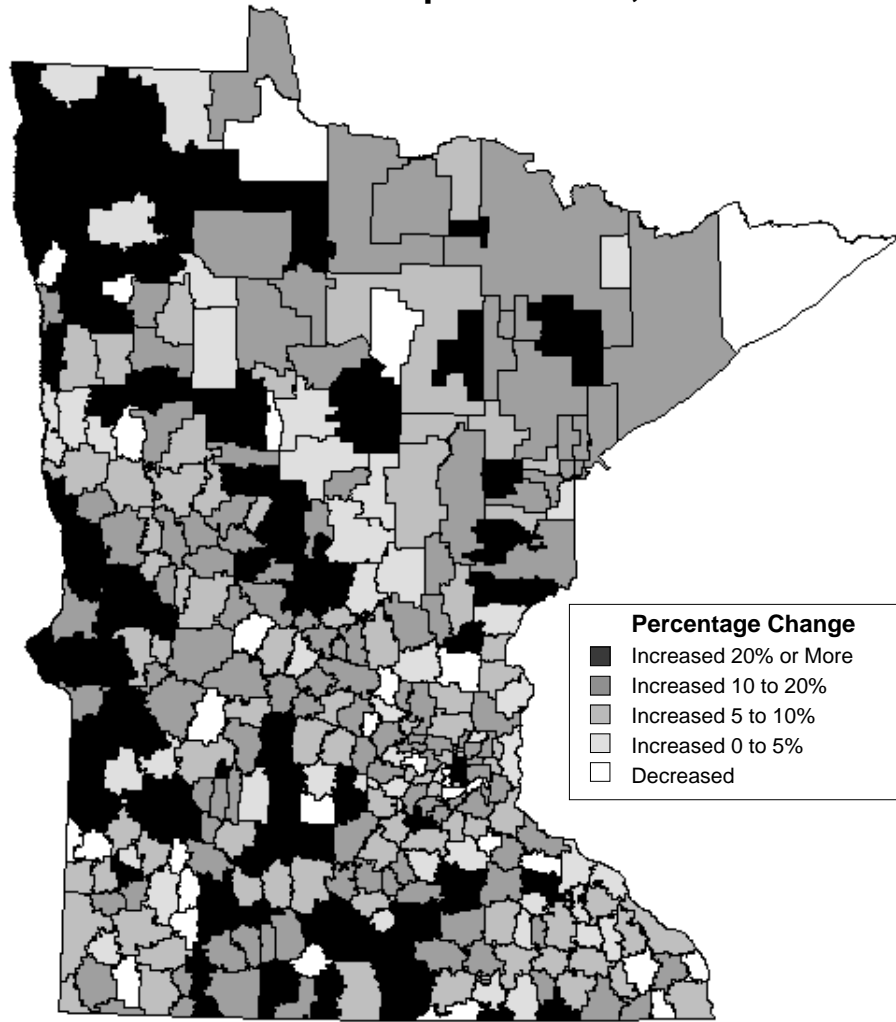 Percentage Change
Increased 20% or More
Increased 10 to 20%
Increased 5 to 10%
Increased 0 to 5%
Decreased